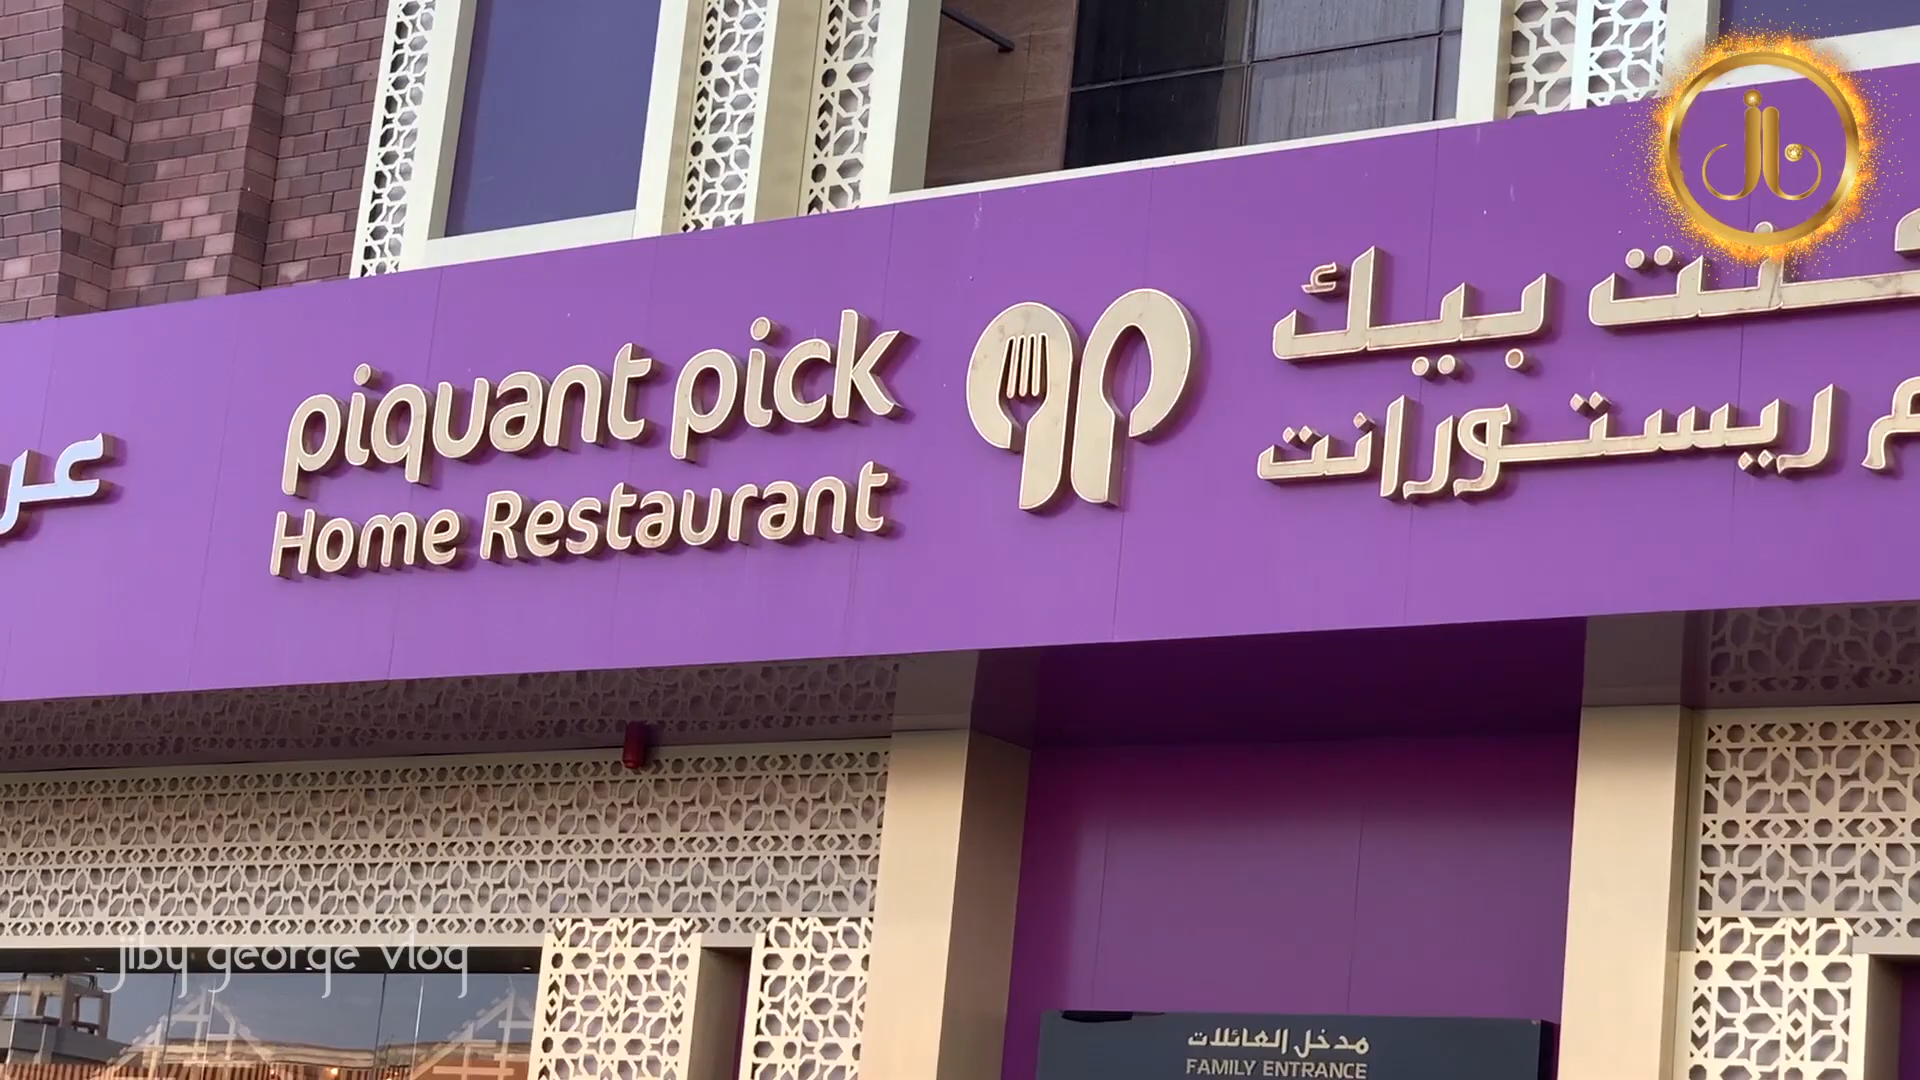 piquant pick
Home Restaurant
بيك
ريستورانت
مدخل العائلات
FAMILY ENTRANCE
jiby george vlog